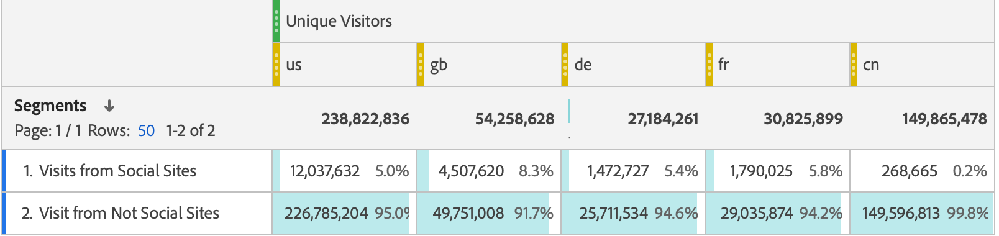 Unique Visitors
us gb de fr cn
Segments ↓
238,822,836 54,258,628 27,184,261 30,825,899 149,865,478
Page: 1 / 1 Rows: 50 1-2 of 2
1. Visits from Social Sites 12,037,632 5.0% 4,507,620 8.3% 1,472,727 5.4% 1,790,025 5.8% 268,665 0.2%
2. Visit from Not Social Sites 226,785,204 95.0% 49,751,008 91.7% 25,711,534 94.6% 29,035,874 94.2% 149,596,813 99.8%